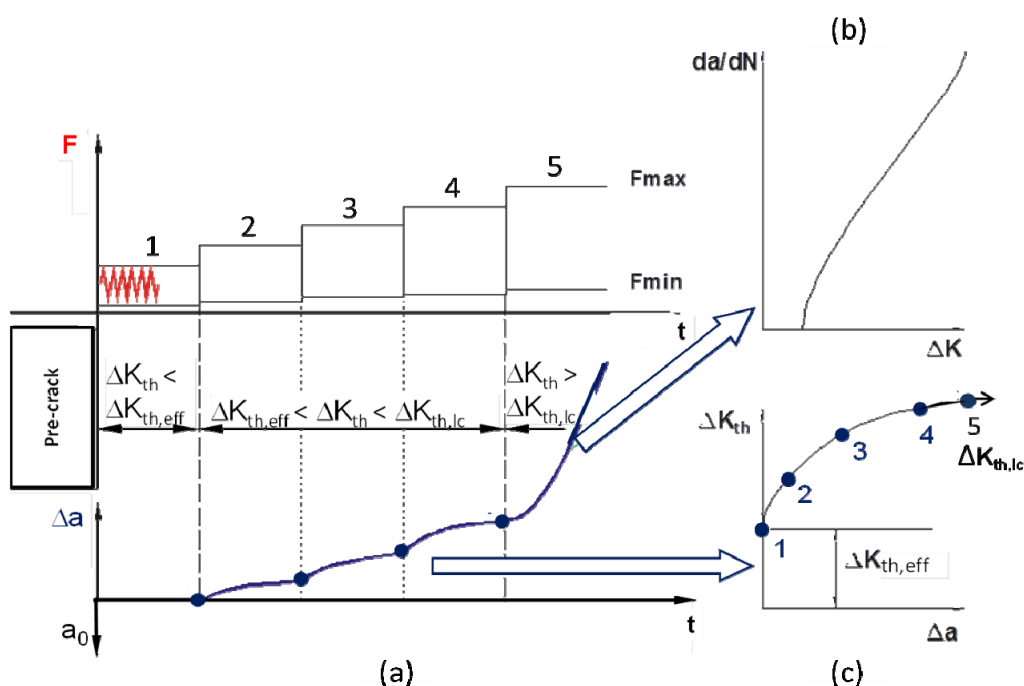 (b)
da/dN
F
5
4
3
2
1
Fmax
Fmin
t
ΔK
Pre-crack
ΔKth <
ΔKth,eff
ΔKth,eff < ΔKth < ΔKth,lc
ΔKth >
ΔKth,lc
ΔKth
1
2
3
4
5
ΔKth,lc
ΔKth,eff
Δa
Δa
a0
t
(a)
(c)